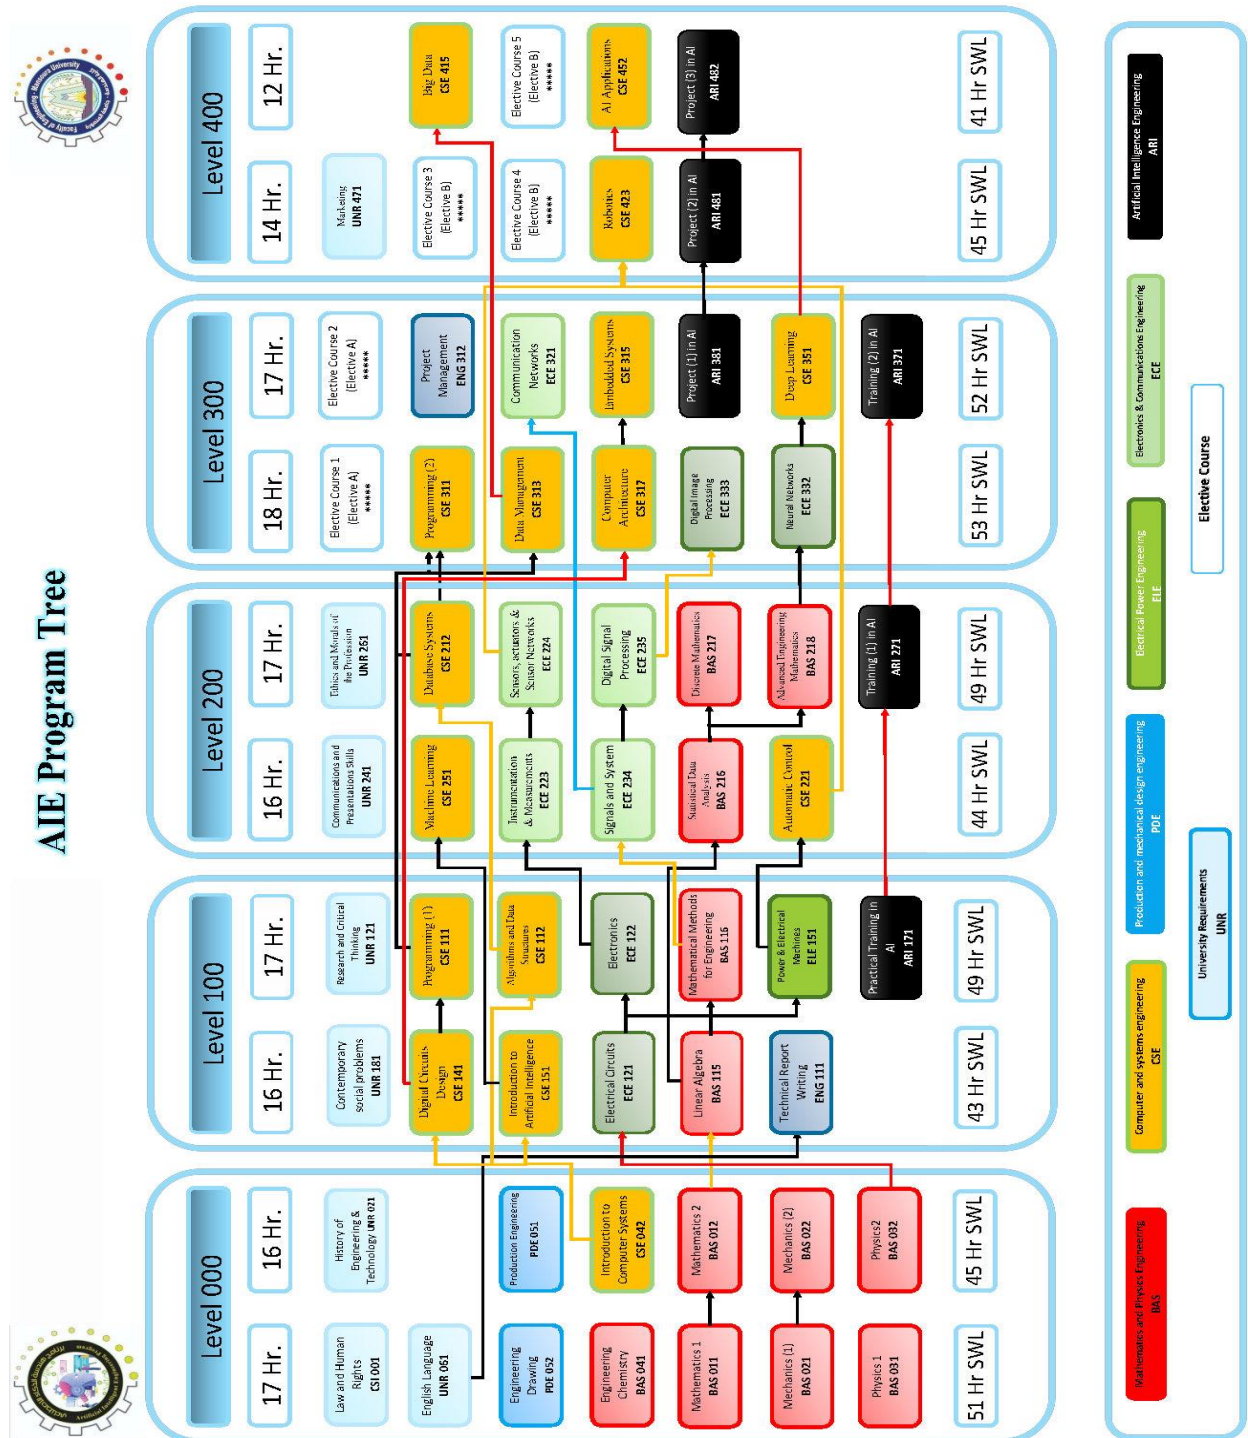 AIE Program Tree
Level 000
17 Hr.
16 Hr.
Law and Human
Rights
CSI 001
History of
Engineering &
Technology UNR 021
English Language
UNR 061
Engineering
Drawing
PDE 052
Production Engineering
PDE 051
Engineering
Chemistry
BAS 041
Introduction to
Computer Systems
CSE 042
Mathematics 1
BAS 011
Mathematics 2
BAS 012
Mechanics (1)
BAS 021
Mechanics (2)
BAS 022
Physics 1
BAS 031
Physics2
BAS 032
51 Hr SWL
45 Hr SWL
Level 100
16 Hr.
17 Hr.
Contemporary
social problems
UNR 181
Research and Critical
Thinking
UNR 121
Digital Circuits
Design
CSE 141
Programming (1)
CSE 111
Introduction to
Artificial Intelligence
CSE 151
Algorithms and Data
Structures
CSE 112
Electrical Circuits
ECE 121
Electronics
ECE 122
Linear Algebra
BAS 115
Mathematical Methods
for Engineering
BAS 116
Technical Report
Writing
ENG 111
Power & Electrical
Machines
ELE 151
Practical Training in
AI
ARI 171
43 Hr SWL
49 Hr SWL
Level 200
16 Hr.
17 Hr.
Communications and
Presentations Skills
UNR 241
Ethics and Morals of
the Profession
UNR 261
Machine Learning
CSE 251
Database Systems
CSE 212
Instrumentation
& Measurements
ECE 223
Sensors, actuators &
Sensor Networks
ECE 224
Signals and System
ECE 234
Digital Signal
Processing
ECE 235
Statistical Data
Analysis
BAS 216
Discrete Mathematics
BAS 217
Automatic Control
CSE 221
Advanced Engineering
Mathematics
BAS 218
Training (1) in AI
ARI 271
44 Hr SWL
49 Hr SWL
Level 300
18 Hr.
17 Hr.
Elective Course 1
(Elective A)
*****
Elective Course 2
(Elective A)
*****
Programming (2)
CSE 311
Project
Management
ENG 312
Data Management
CSE 313
Communication
Networks
ECE 321
Computer
Architecture
CSE 317
Embedded Systems
CSE 315
Digital Image
Processing
ECE 333
Project (1) in AI
ARI 381
Neural Networks
ECE 332
Deep Learning
CSE 351
Training (2) in AI
ARI 371
53 Hr SWL
52 Hr SWL
Level 400
14 Hr.
12 Hr.
Marketing
UNR 471
Elective Course 3
(Elective B)
*****
Big Data
CSE 415
Elective Course 4
(Elective B)
*****
Elective Course 5
(Elective B)
*****
Robotics
CSE 423
AI Applications
CSE 452
Project (2) in AI
ARI 481
Project (3) in AI
ARI 482
45 Hr SWL
41 Hr SWL
Mathematics and Physics Engineering
BAS
Computer and systems engineering
CSE
Production and mechanical design engineering
PDE
Electrical Power Engineering
ELE
Electronics & Communications Engineering
ECE
Artificial Intelligence Engineering
ARI
University Requirements
UNR
Elective Course
Faculty of Engineering - Mansoura University